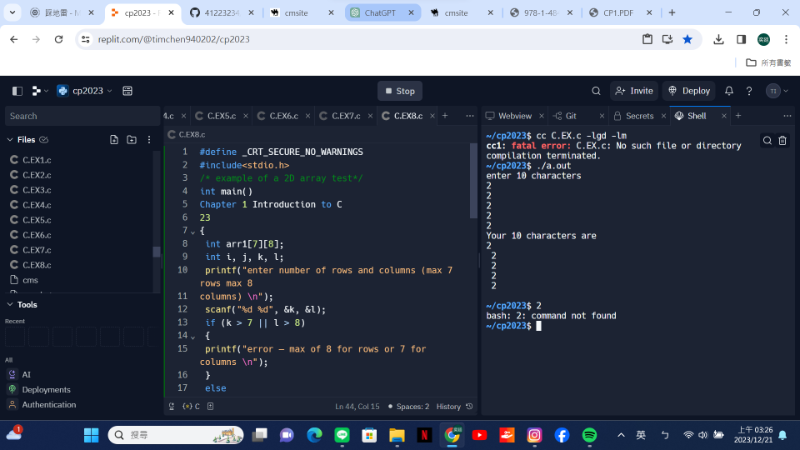 cp2023 - R
41223234
cmsite
ChatGPT
cmsite
978-1-48
CP1.PDF
replit.com/@timchen940202/cp2023
所有書籤
cp2023
Stop
Invite
Deploy
Search
4.c
C.EX5.c
C.EX6.c
C.EX7.c
C.EX8.c
Webview
Git
Secrets
Shell
Files
C.EX1.c
C.EX2.c
C.EX3.c
C.EX4.c
C.EX5.c
C.EX6.c
C.EX7.c
C.EX8.c
cms
Tools
Recent
All
AI
Deployments
Authentication
C.EX8.c
1 #define _CRT_SECURE_NO_WARNINGS
2 #include<stdio.h>
3 /* example of a 2D array test*/
4 int main()
5 Chapter 1 Introduction to C
6 23
7 {
8 int arr1[7][8];
9 int i, j, k, l;
10 printf("enter number of rows and columns (max 7
rows max 8
11 columns) \n");
12 scanf("%d %d", &k, &l);
13 if (k > 7 || l > 8)
14 {
15 printf("error – max of 8 for rows or 7 for
columns \n");
16 }
17 else
{} C
Ln 44, Col 15
Spaces: 2
History
~/cp2023$ cc C.EX.c -lgd -lm
cc1: fatal error: C.EX.c: No such file or directory
compilation terminated.
~/cp2023$ ./a.out
enter 10 characters
2
2
2
2
2
Your 10 characters are
2
2
2
2
2
~/cp2023$ 2
bash: 2: command not found
~/cp2023$
1
搜尋
英
上午 03:26
2023/12/21